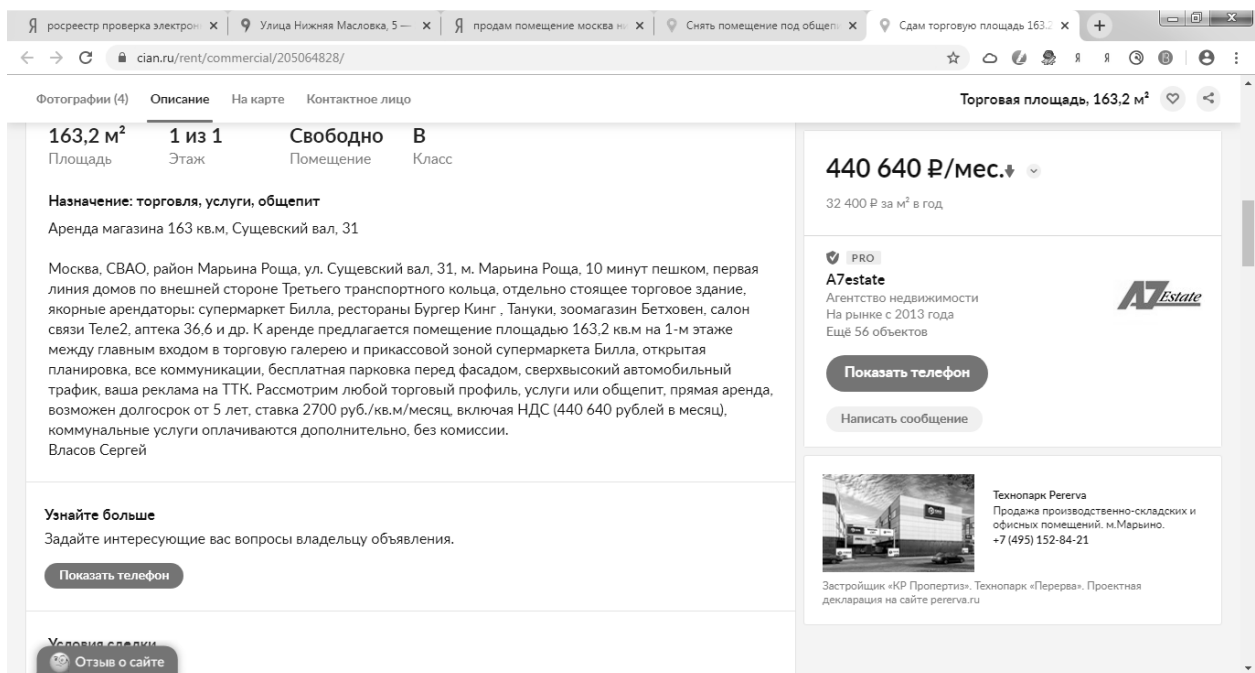 росреестр проверка электрон
Улица Нижняя Масловка, 5 —
продам помещение москва ни
Снять помещение под общепи
Сдам торговую площадь 163.2
cian.ru/rent/commercial/205064828/
Фотографии (4) Описание На карте Контактное лицо
Торговая площадь, 163,2 м²
163,2 м² 1 из 1 Свободно B
Площадь Этаж Помещение Класс
Назначение: торговля, услуги, общепит
Аренда магазина 163 кв.м, Сущевский вал, 31
Москва, СВАО, район Марьина Роща, ул. Сущевский вал, 31, м. Марьина Роща, 10 минут пешком, первая
линия домов по внешней стороне Третьего транспортного кольца, отдельно стоящее торговое здание,
якорные арендаторы: супермаркет Билла, рестораны Бургер Кинг , Тануки, зоомагазин Бетховен, салон
связи Теле2, аптека 36,6 и др. К аренде предлагается помещение площадью 163,2 кв.м на 1-м этаже
между главным входом в торговую галерею и прикассовой зоной супермаркета Билла, открытая
планировка, все коммуникации, бесплатная парковка перед фасадом, сверхвысокий автомобильный
трафик, ваша реклама на ТТК. Рассмотрим любой торговый профиль, услуги или общепит, прямая аренда,
возможен долгосрок от 5 лет, ставка 2700 руб./кв.м/месяц, включая НДС (440 640 рублей в месяц),
коммунальные услуги оплачиваются дополнительно, без комиссии.
Власов Сергей
Узнайте больше
Задайте интересующие вас вопросы владельцу объявления.
Показать телефон
Условия сделки
Отзыв о сайте
440 640 ₽/мес.
32 400 ₽ за м² в год
PRO
A7estate
Агентство недвижимости
На рынке с 2013 года
Ещё 56 объектов
A7 Estate
Показать телефон
Написать сообщение
Технопарк Pererva
Продажа производственно-складских и
офисных помещений. м.Марьино.
+7 (495) 152-84-21
Застройщик «КР Пропертиз». Технопарк «Перерва». Проектная
декларация на сайте pererva.ru